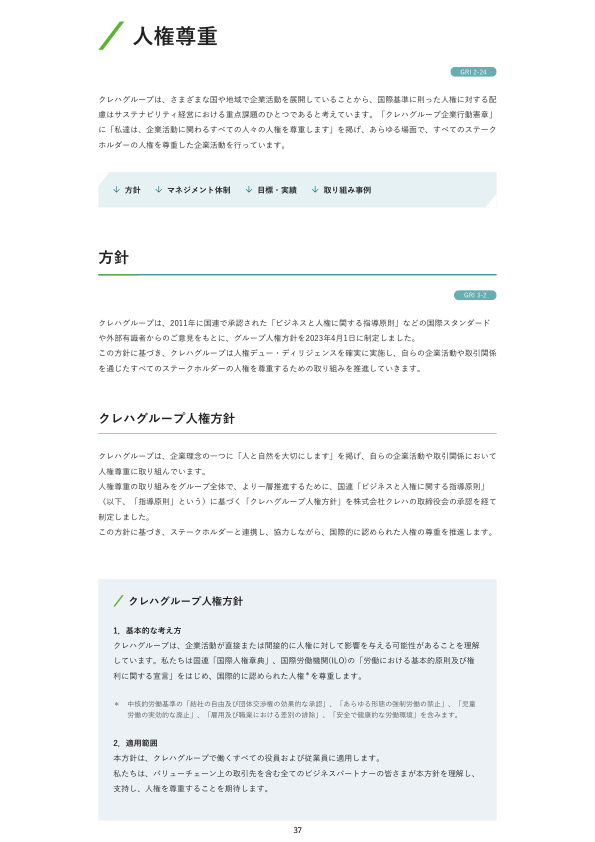 人権尊重
GRI 2-24
クレハグループは、さまざまな国や地域で企業活動を展開していることから、国際基準に則った人権に対する配
慮はサステナビリティ経営における重点課題のひとつであると考えています。「クレハグループ企業行動憲章」
に「私達は、企業活動に関わるすべての人々の人権を尊重します」を掲げ、あらゆる場面で、すべてのステーク
ホルダーの人権を尊重した企業活動を行っています。
↓ 方針 ↓ マネジメント体制 ↓ 目標・実績 ↓ 取り組み事例
方針
GRI 3-2
クレハグループは、2011年に国連で承認された「ビジネスと人権に関する指導原則」などの国際スタンダード
や外部有識者からのご意見をもとに、グループ人権方針を2023年4月1日に制定しました。
この方針に基づき、クレハグループは人権デュー・ディリジェンスを確実に実施し、自らの企業活動や取引関係
を通じたすべてのステークホルダーの人権を尊重するための取り組みを推進していきます。
クレハグループ人権方針
クレハグループは、企業理念の一つに「人と自然を大切にします」を掲げ、自らの企業活動や取引関係において
人権尊重に取り組んでいます。
人権尊重の取り組みをグループ全体で、より一層推進するために、国連「ビジネスと人権に関する指導原則」
（以下、「指導原則」という）に基づく「クレハグループ人権方針」を株式会社クレハの取締役会の承認を経て
制定しました。
この方針に基づき、ステークホルダーと連携し、協力しながら、国際的に認められた人権の尊重を推進します。
クレハグループ人権方針
1．基本的な考え方
クレハグループは、企業活動が直接または間接的に人権に対して影響を与える可能性があることを理解
しています。私たちは国連「国際人権章典」、国際労働機関(ILO)の「労働における基本的原則及び権
利に関する宣言」をはじめ、国際的に認められた人権＊を尊重します。
＊ 中核的労働基準の「結社の自由及び団体交渉権の効果的な承認」、「あらゆる形態の強制労働の禁止」、「児童
労働の実効的な廃止」、「雇用及び職業における差別の排除」、「安全で健康的な労働環境」を含みます。
2．適用範囲
本方針は、クレハグループで働くすべての役員および従業員に適用します。
私たちは、バリューチェーン上の取引先を含む全てのビジネスパートナーの皆さまが本方針を理解し、
支持し、人権を尊重することを期待します。
37